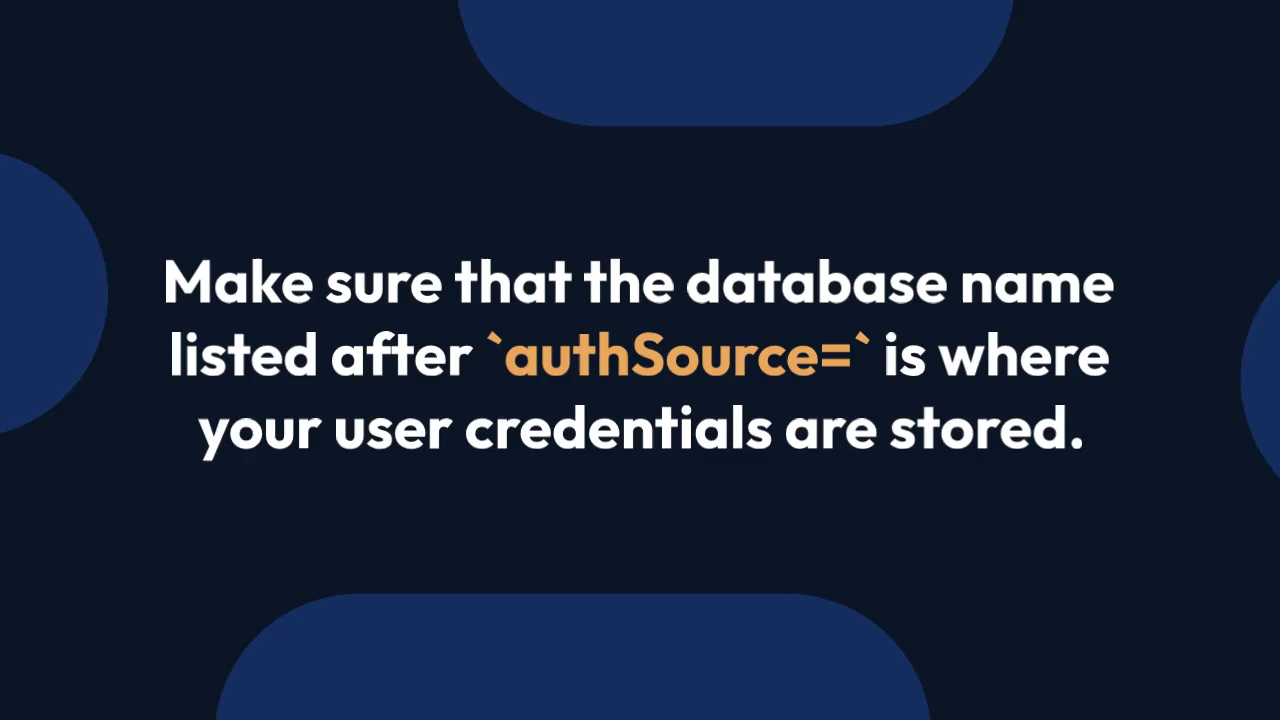 Make sure that the database name
listed after `authSource=` is where
your user credentials are stored.